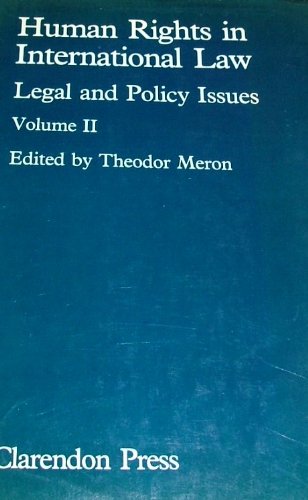 Human Rights in
International Law
Legal and Policy Issues
Volume II
Edited by Theodor Meron
Clarendon Press